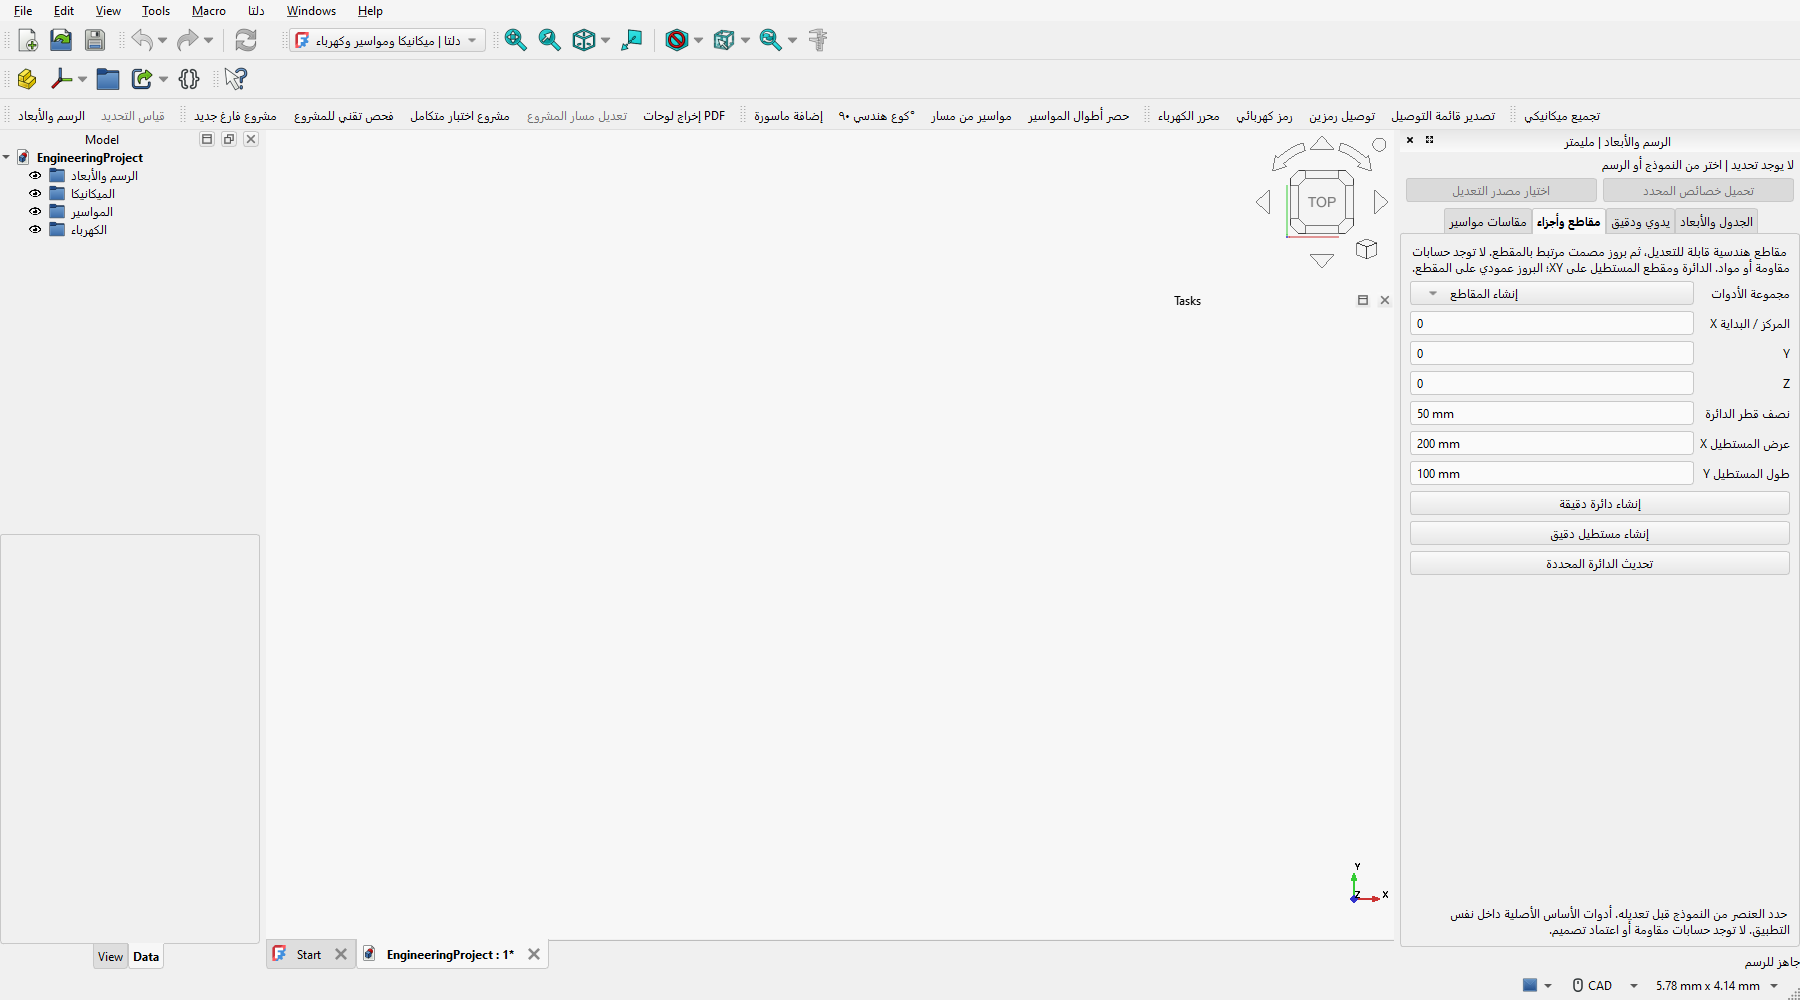 File Edit View Tools Macro دلتا Windows Help
دلتا | ميكانيكا ومواسير وكهرباء
الرسم والأبعاد قياس التحديد مشروع فارغ جديد فحص تقني للمشروع مشروع اختبار متكامل تعديل مسار المشروع إخراج لوحات PDF إضافة ماسورة كوع هندسي ٩٠° مواسير من مسار حصر أطوال المواسير محرر الكهرباء رمز كهربائي توصيل رمزين تصدير قائمة التوصيل تجميع ميكانيكي
Model
EngineeringProject
الرسم والأبعاد
الميكانيكا
المواسير
الكهرباء
View Data
TOP
Tasks
Y
Z X
Start EngineeringProject : 1*
الرسم والأبعاد | مليمتر
لا يوجد تحديد | اختر من النموذج أو الرسم
تحميل خصائص المحدد اختيار مصدر التعديل
الجدول والأبعاد يدوي ودقيق مقاطع وأجزاء مقاسات مواسير
مقاطع هندسية قابلة للتعديل، ثم بروز مصمت مرتبط بالمقطع. لا توجد حسابات
مقاومة أو مواد. الدائرة ومقطع المستطيل على XY؛ البروز عمودي على المقطع.
مجموعة الأدوات إنشاء المقاطع
المركز / البداية X 0
Y 0
Z 0
نصف قطر الدائرة 50 mm
عرض المستطيل X 200 mm
طول المستطيل Y 100 mm
إنشاء دائرة دقيقة
إنشاء مستطيل دقيق
تحديث الدائرة المحددة
حدد العنصر من النموذج قبل تعديله. أدوات الأساس الأصلية داخل نفس
التطبيق. لا توجد حسابات مقاومة أو اعتماد تصميم.
جاهز للرسم
CAD 5.78 mm x 4.14 mm